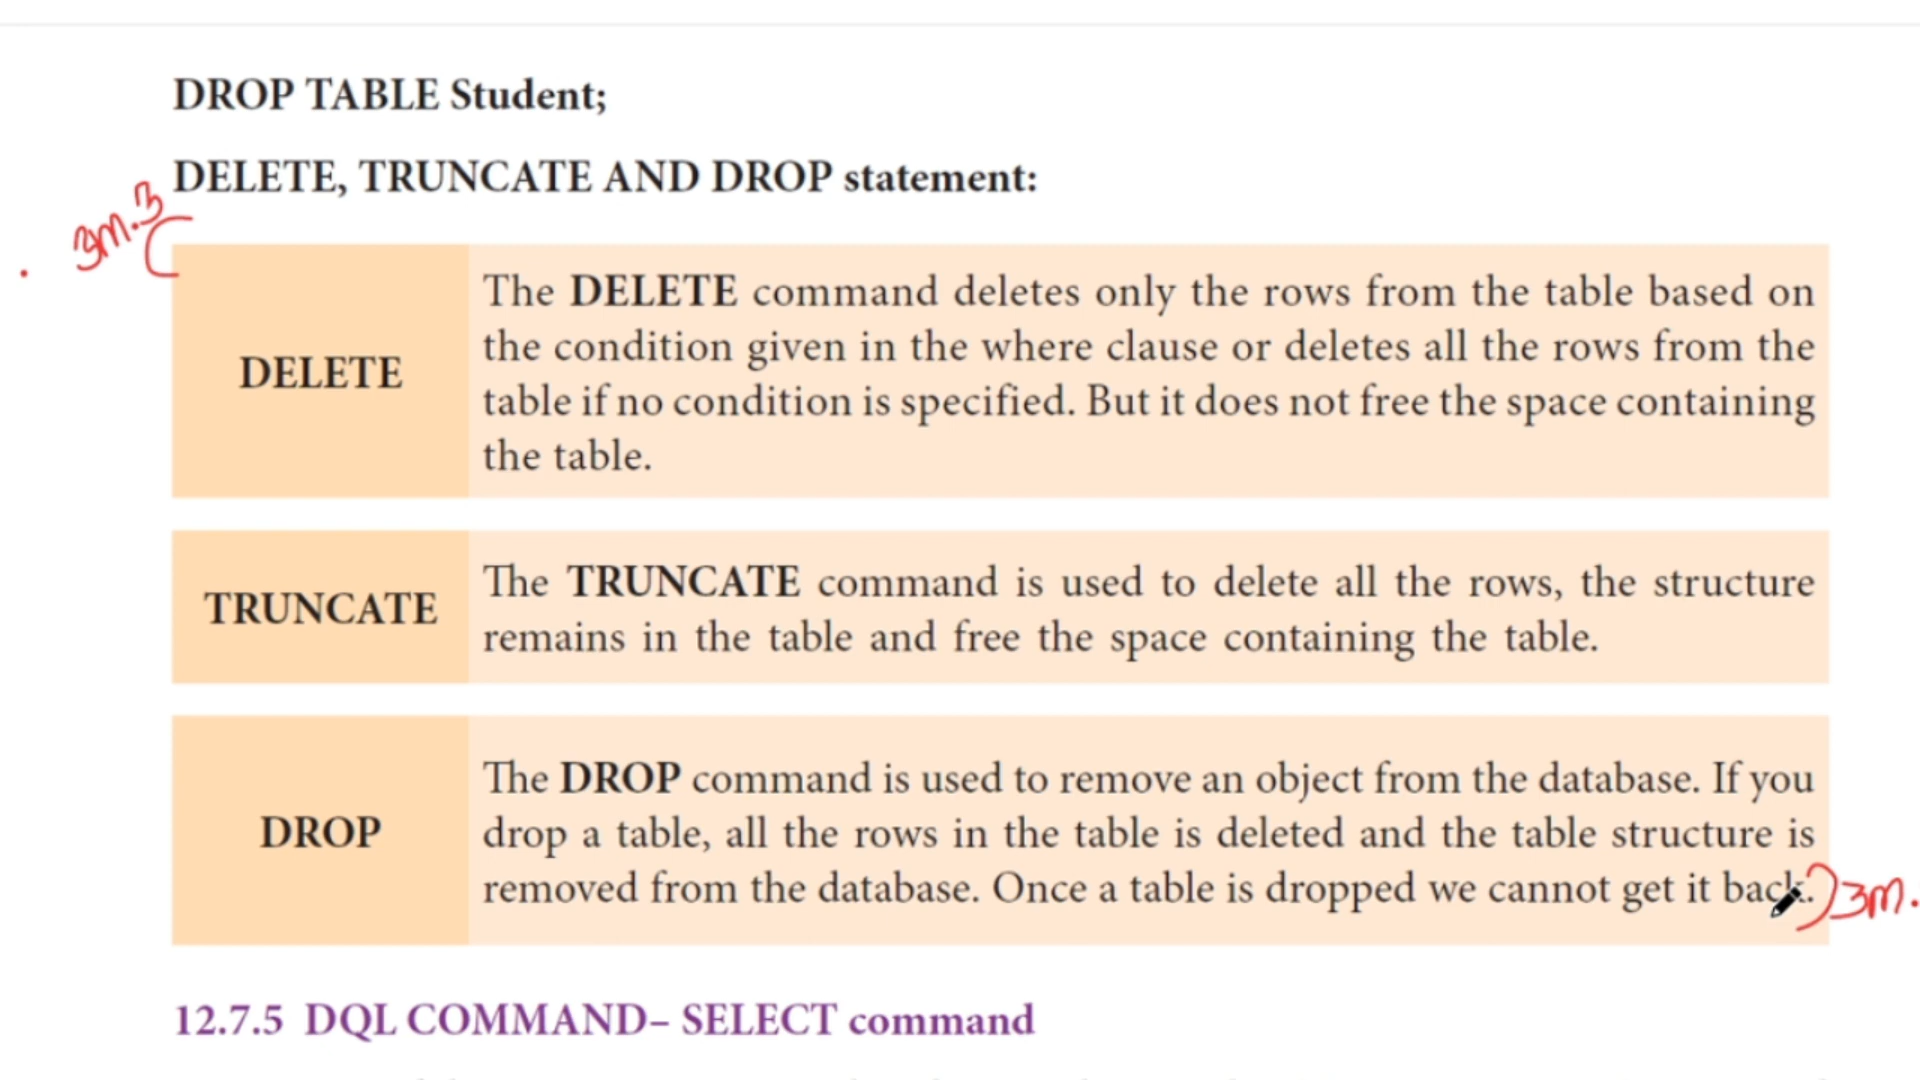 DROP TABLE Student;
DELETE, TRUNCATE AND DROP statement:
3m.3
DELETE
The DELETE command deletes only the rows from the table based on
the condition given in the where clause or deletes all the rows from the
table if no condition is specified. But it does not free the space containing
the table.
TRUNCATE
The TRUNCATE command is used to delete all the rows, the structure
remains in the table and free the space containing the table.
DROP
The DROP command is used to remove an object from the database. If you
drop a table, all the rows in the table is deleted and the table structure is
removed from the database. Once a table is dropped we cannot get it back.
3m.
12.7.5 DQL COMMAND– SELECT command